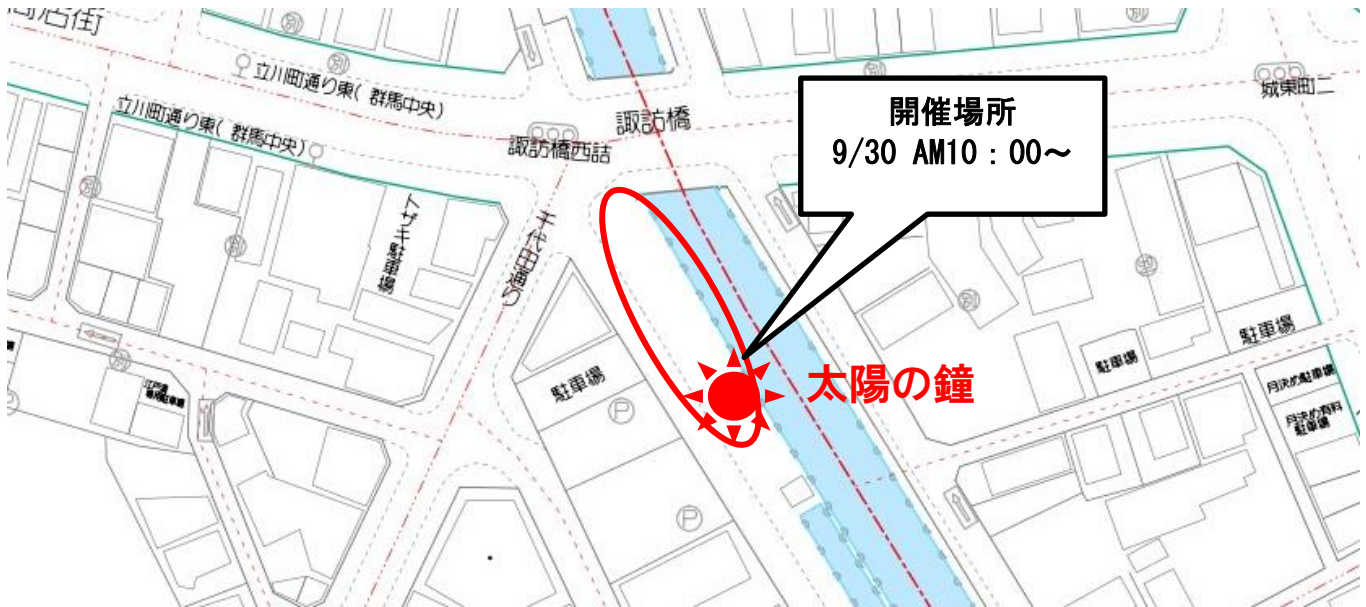 立川町通り東(群馬中央)
立川町通り東(群馬中央)
諏訪橋
諏訪橋西詰
城東町二
開催場所
9/30 AM10:00～
トザキ駐車場
千代田通り
駐車場
P
P
太陽の鐘
駐車場
駐車場
月決め駐車場
月決め有料
駐車場